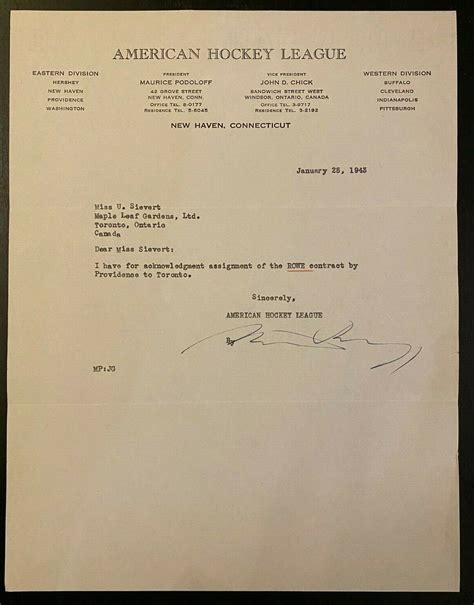 AMERICAN HOCKEY LEAGUE
EASTERN DIVISION
HERSHEY
NEW HAVEN
PROVIDENCE
WASHINGTON
PRESIDENT
MAURICE PODOLOFF
42 GROVE STREET
NEW HAVEN, CONN.
OFFICE TEL. 8-0177
RESIDENCE TEL. 5-5045
VICE PRESIDENT
JOHN D. CHICK
SANDWICH STREET WEST
WINDSOR, ONTARIO, CANADA
OFFICE TEL. 3-9717
RESIDENCE TEL. 3-2192
WESTERN DIVISION
BUFFALO
CLEVELAND
INDIANAPOLIS
PITTSBURGH
NEW HAVEN, CONNECTICUT
January 25, 1943
Miss U. Sievert
Maple Leaf Gardens, Ltd.
Toronto, Ontario
Canada
Dear Miss Sievert:
I have for acknowledgment assignment of the ROWE contract by
Providence to Toronto.
Sincerely,
AMERICAN HOCKEY LEAGUE
By
MP:JG